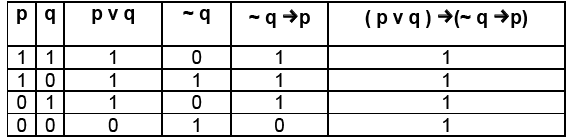 p q p v q ~ q ~ q →p ( p v q ) →(~ q →p)
1 1 1 0 1 1
1 0 1 1 1 1
0 1 1 0 1 1
0 0 0 1 0 1